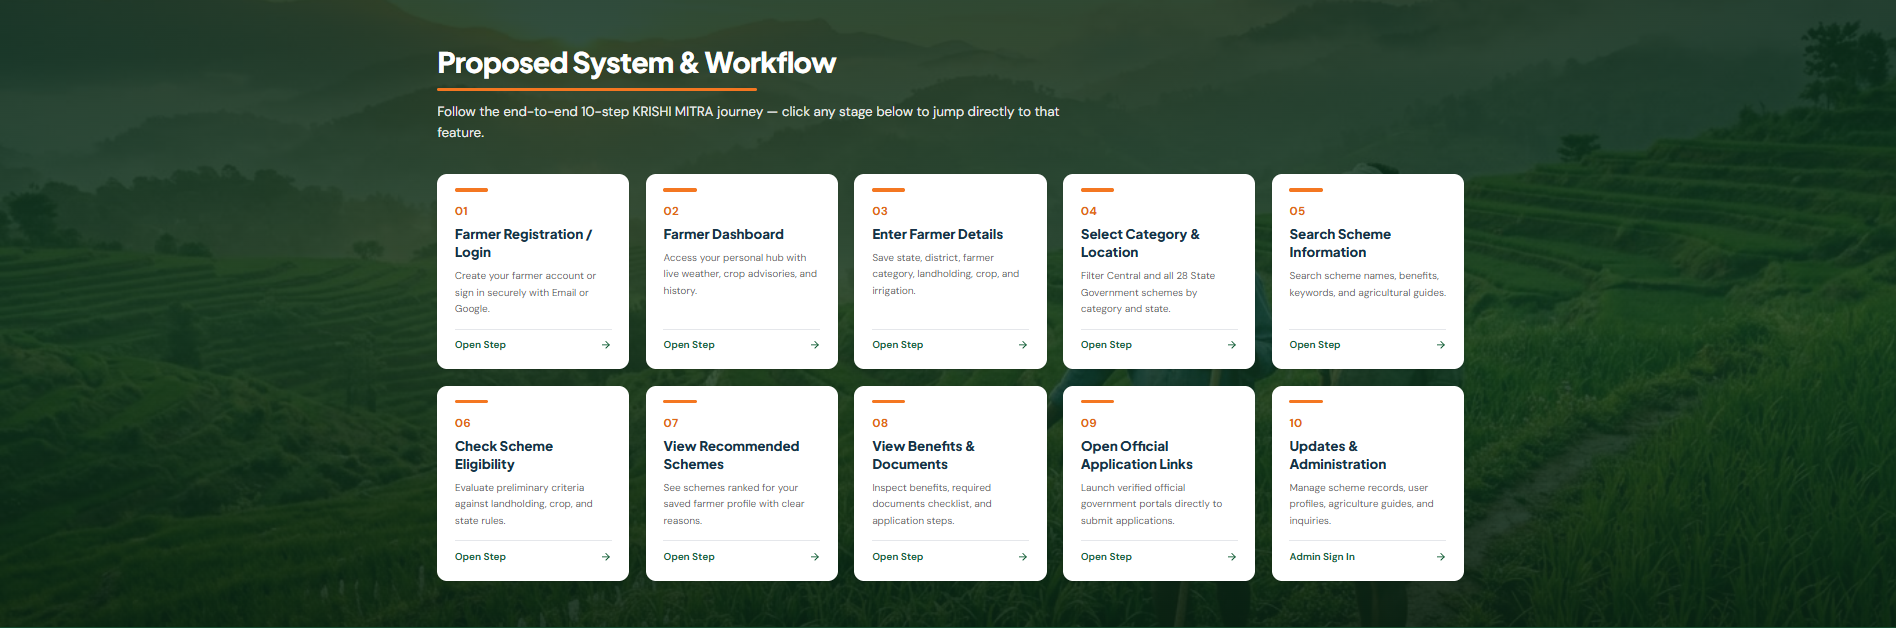 Proposed System & Workflow
Follow the end-to-end 10-step KRISHI MITRA journey — click any stage below to jump directly to that
feature.
01
Farmer Registration /
Login
Create your farmer account or
sign in securely with Email or
Google.
Open Step
02
Farmer Dashboard
Access your personal hub with
live weather, crop advisories, and
history.
Open Step
03
Enter Farmer Details
Save state, district, farmer
category, landholding, crop, and
irrigation.
Open Step
04
Select Category &
Location
Filter Central and all 28 State
Government schemes by
category and state.
Open Step
05
Search Scheme
Information
Search scheme names, benefits,
keywords, and agricultural guides.
Open Step
06
Check Scheme
Eligibility
Evaluate preliminary criteria
against landholding, crop, and
state rules.
Open Step
07
View Recommended
Schemes
See schemes ranked for your
saved farmer profile with clear
reasons.
Open Step
08
View Benefits &
Documents
Inspect benefits, required
documents checklist, and
application steps.
Open Step
09
Open Official
Application Links
Launch verified official
government portals directly to
submit applications.
Open Step
10
Updates &
Administration
Manage scheme records, user
profiles, agriculture guides, and
inquiries.
Admin Sign In